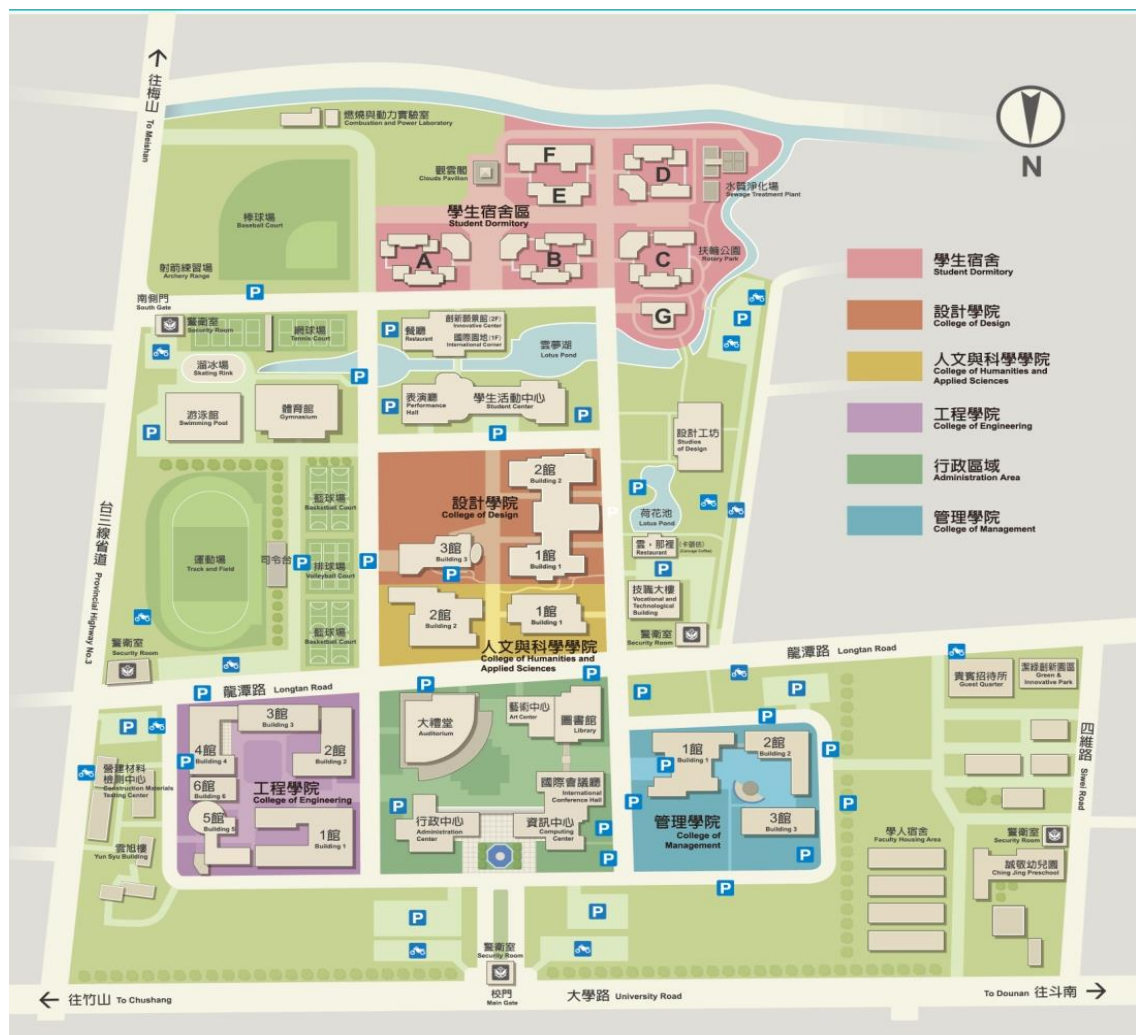 往梅山 To Meishan
燃燒與動力實驗室
Combustion and Power Laboratory
N
觀雲閣
Clouds Pavilion
F
E
D
水質淨化場
Sewage Treatment Plant
棒球場
Baseball Court
學生宿舍區
Student Dormitory
A
B
C
扶輪公園
Rotary Park
射箭練習場
Archery Range
P
G
南側門
South Gate
警衛室
Security Room
網球場
Tennis Court
餐廳
Restaurant
創新願景館(2F)
Innovative Center
國際園地(1F)
International Corner
雲夢湖
Lotus Pond
P
P
溜冰場
Skating Rink
P
游泳館
Swimming Pool
體育館
Gymnasium
表演廳
Performance
Hall
學生活動中心
Student Center
P
P
P
P
設計工坊
Studios
of Design
學生宿舍
Student Dormitory
設計學院
College of Design
人文與科學學院
College of Humanities and
Applied Sciences
工程學院
College of Engineering
行政區域
Administration Area
管理學院
College of Management
設計學院
College of Design
2館
Building 2
籃球場
Basketball Court
P
荷花池
Lotus Pond
台三線省道 Provincial Highway No.3
運動場
Track and Field
司令台
P
排球場
Volleyball Court
P
3館
Building 3
P
1館
Building 1
雲。那裡
Restaurant
P
2館
Building 2
1館
Building 1
技職大樓
Vocational and
Technological
Building
籃球場
Basketball Court
警衛室
Security Room
警衛室
Security Room
人文與科學學院
College of Humanities and
Applied Sciences
龍潭路 Longtan Road
龍潭路 Longtan Road
P
P
P
貴賓招待所
Guest Quarter
潔綠創新園區
Green &
Innovative Park
P
3館
Building 3
大禮堂
Auditorium
藝術中心
Art Center
圖書館
Library
P
P
1館
Building 1
2館
Building 2
P
四維路 Siwei Road
4館
Building 4
P
2館
Building 2
P
營建材料
檢測中心
Construction Materials
Testing Center
6館
Building 6
工程學院
College of Engineering
國際會議廳
International
Conference Hall
P
P
5館
Building 5
1館
Building 1
P
行政中心
Administration
Center
資訊中心
Computing
Center
P
P
管理學院
College of
Management
3館
Building 3
P
學人宿舍
Faculty Housing Area
警衛室
Security Room
雲旭樓
Yun Syu Building
誠敬幼兒園
Ching Jing Preschool
P
P
P
警衛室
Security Room
校門
Main Gate
往竹山 To Chushang
大學路 University Road
To Dounan 往斗南